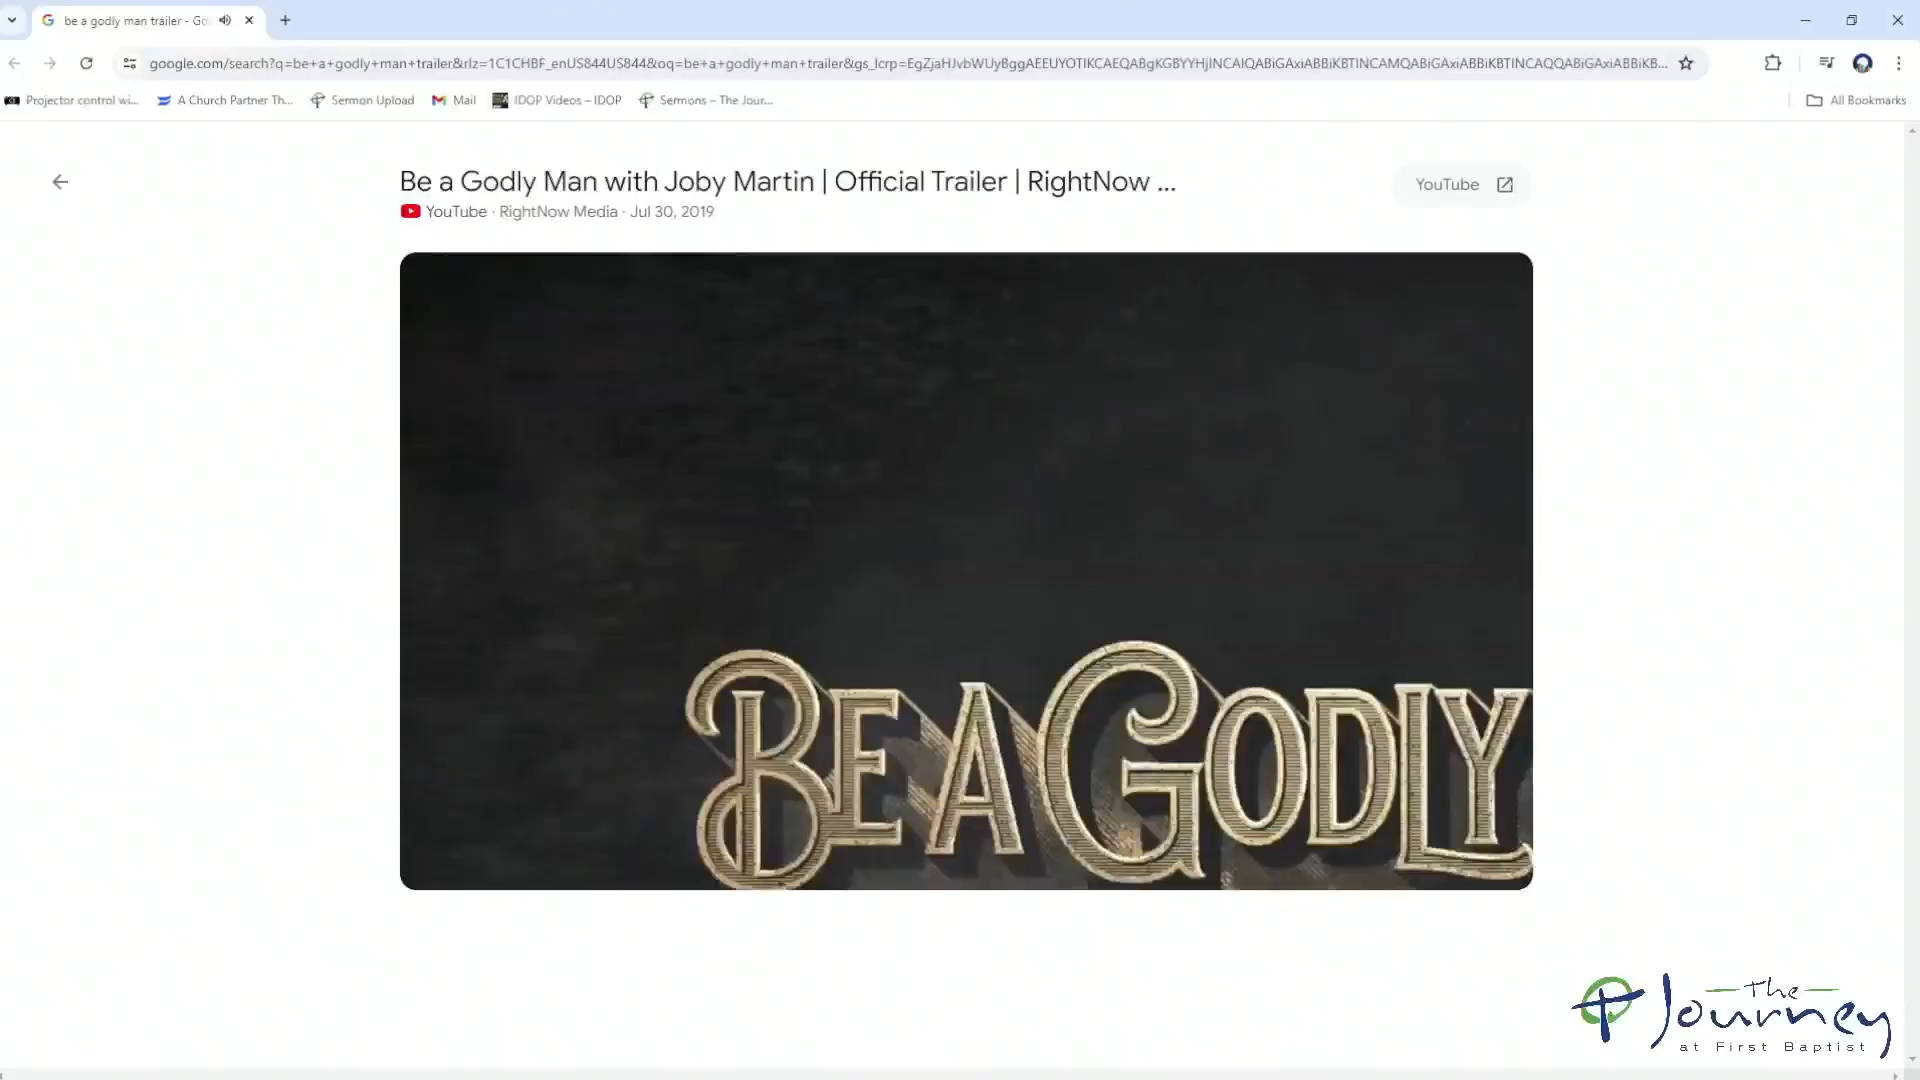 be a godly man trailer - Go
google.com/search?q=be+a+godly+man+trailer&rlz=1C1CHBF_enUS844US844&oq=be+a+godly+man+trailer&gs_lcrp=
Projector control wi...
A Church Partner Th...
Sermon Upload
Mail
IDOP Videos – IDOP
Sermons – The Jour...
All Bookmarks
Be a Godly Man with Joby Martin | Official Trailer | RightNow ...
YouTube
YouTube · RightNow Media · Jul 30, 2019
BE A GODLY
The
Journey
at First Baptist